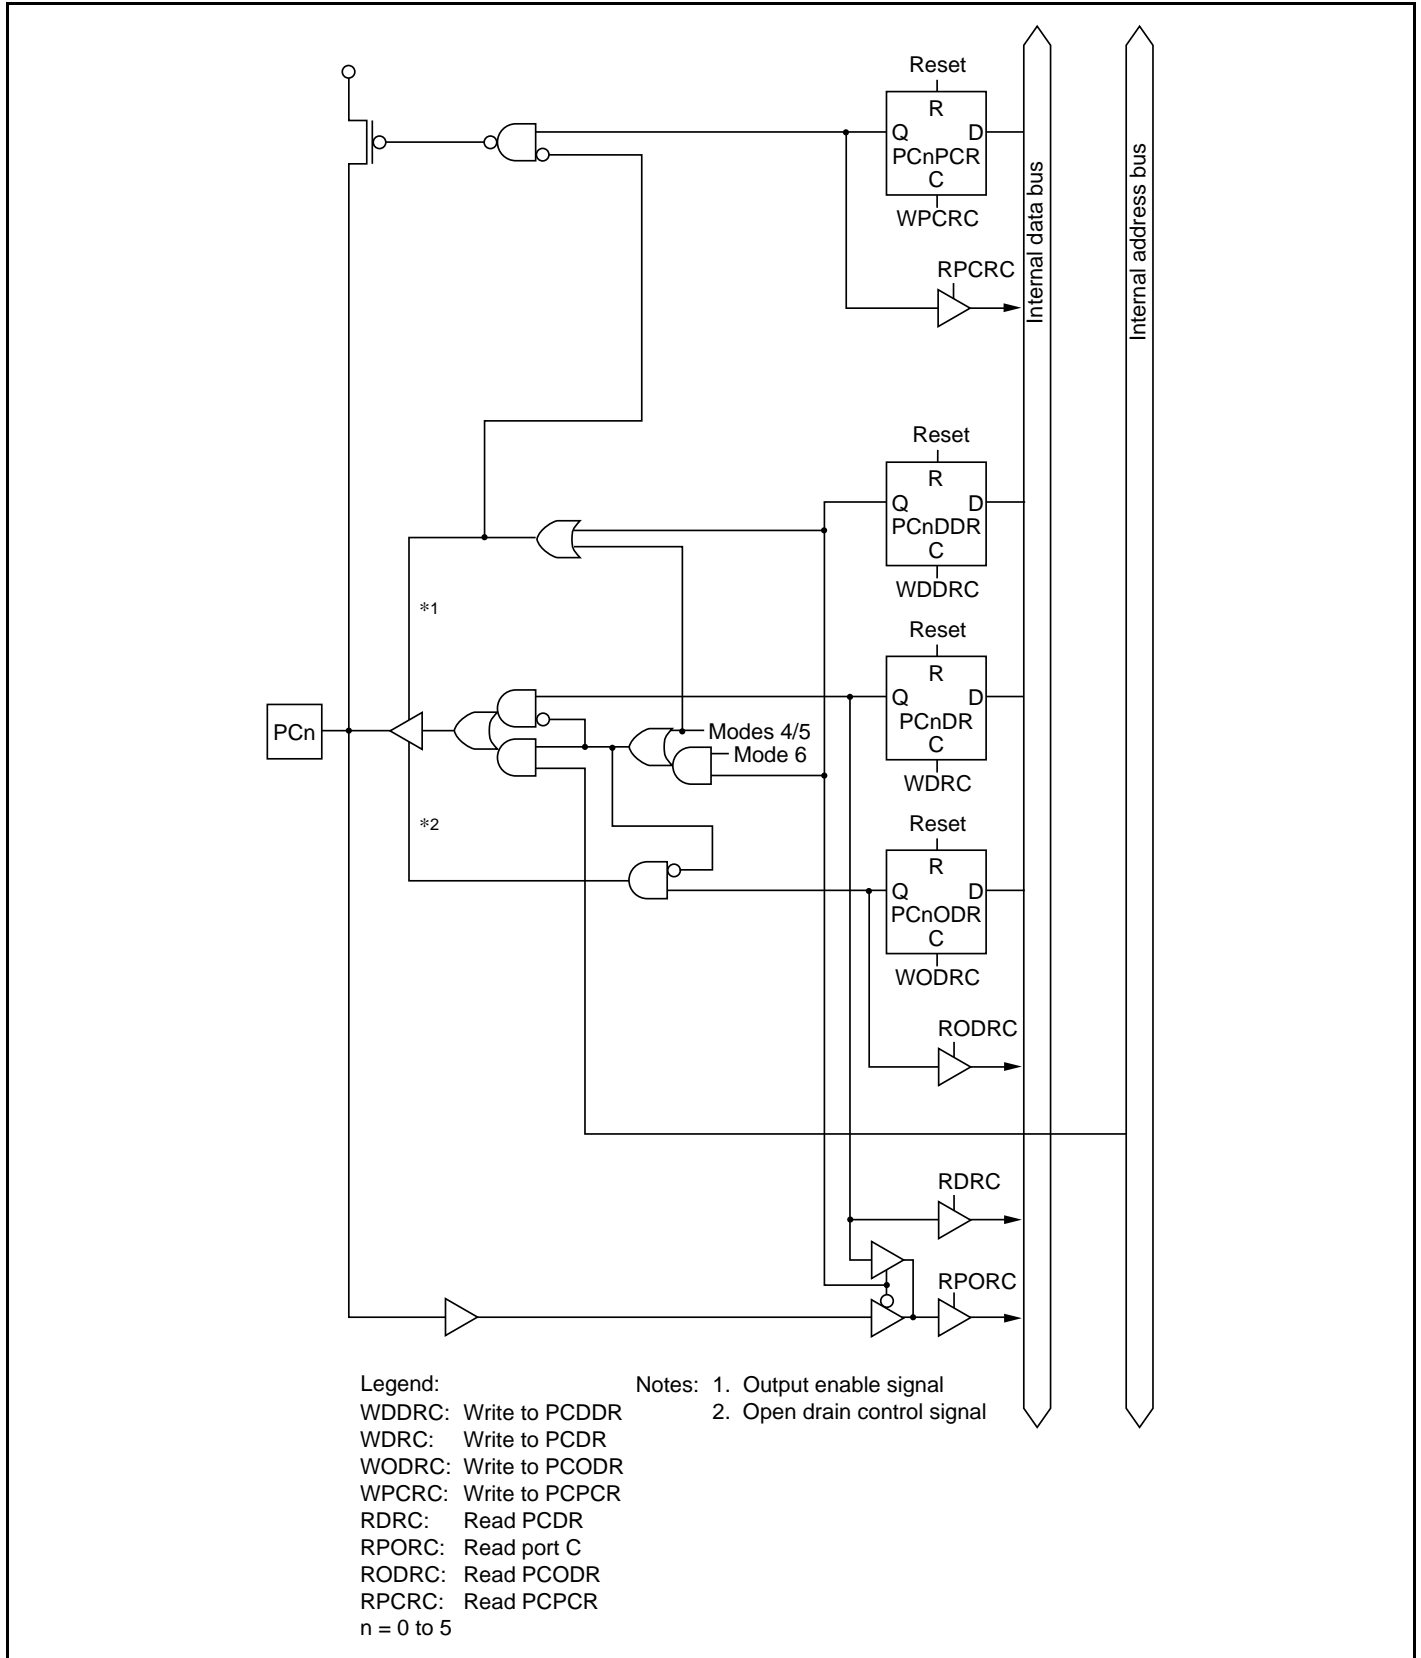 Reset
R
Q D
PCnPCR
C
WPCRC
RPCRC
Internal data bus
Internal address bus
Reset
R
Q D
PCnDDR
C
WDDRC
*1
Reset
R
Q D
PCnDR
C
WDRC
PCn
Modes 4/5
Mode 6
*2
Reset
R
Q D
PCnODR
C
WODRC
RODRC
RDRC
RPORC
Legend:
WDDRC: Write to PCDDR
WDRC: Write to PCDR
WODRC: Write to PCODR
WPCRC: Write to PCPCR
RDRC: Read PCDR
RPORC: Read port C
RODRC: Read PCODR
RPCRC: Read PCPCR
n = 0 to 5
Notes: 1. Output enable signal
2. Open drain control signal